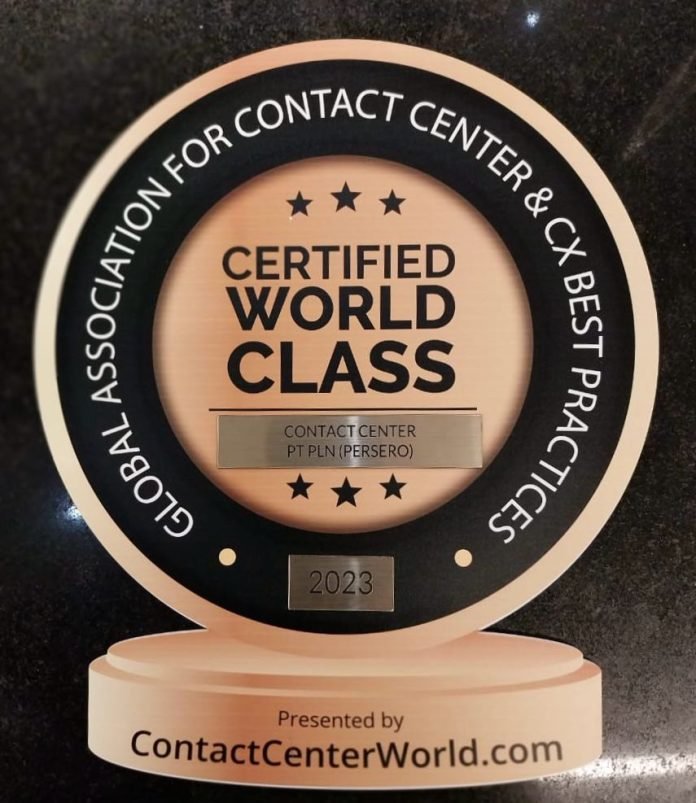 GLOBAL ASSOCIATION FOR CONTACT CENTER & CX BEST PRACTICES
CERTIFIED
WORLD
CLASS
CONTACT CENTER
PT PLN (PERSERO)
2023
Presented by
ContactCenterWorld.com